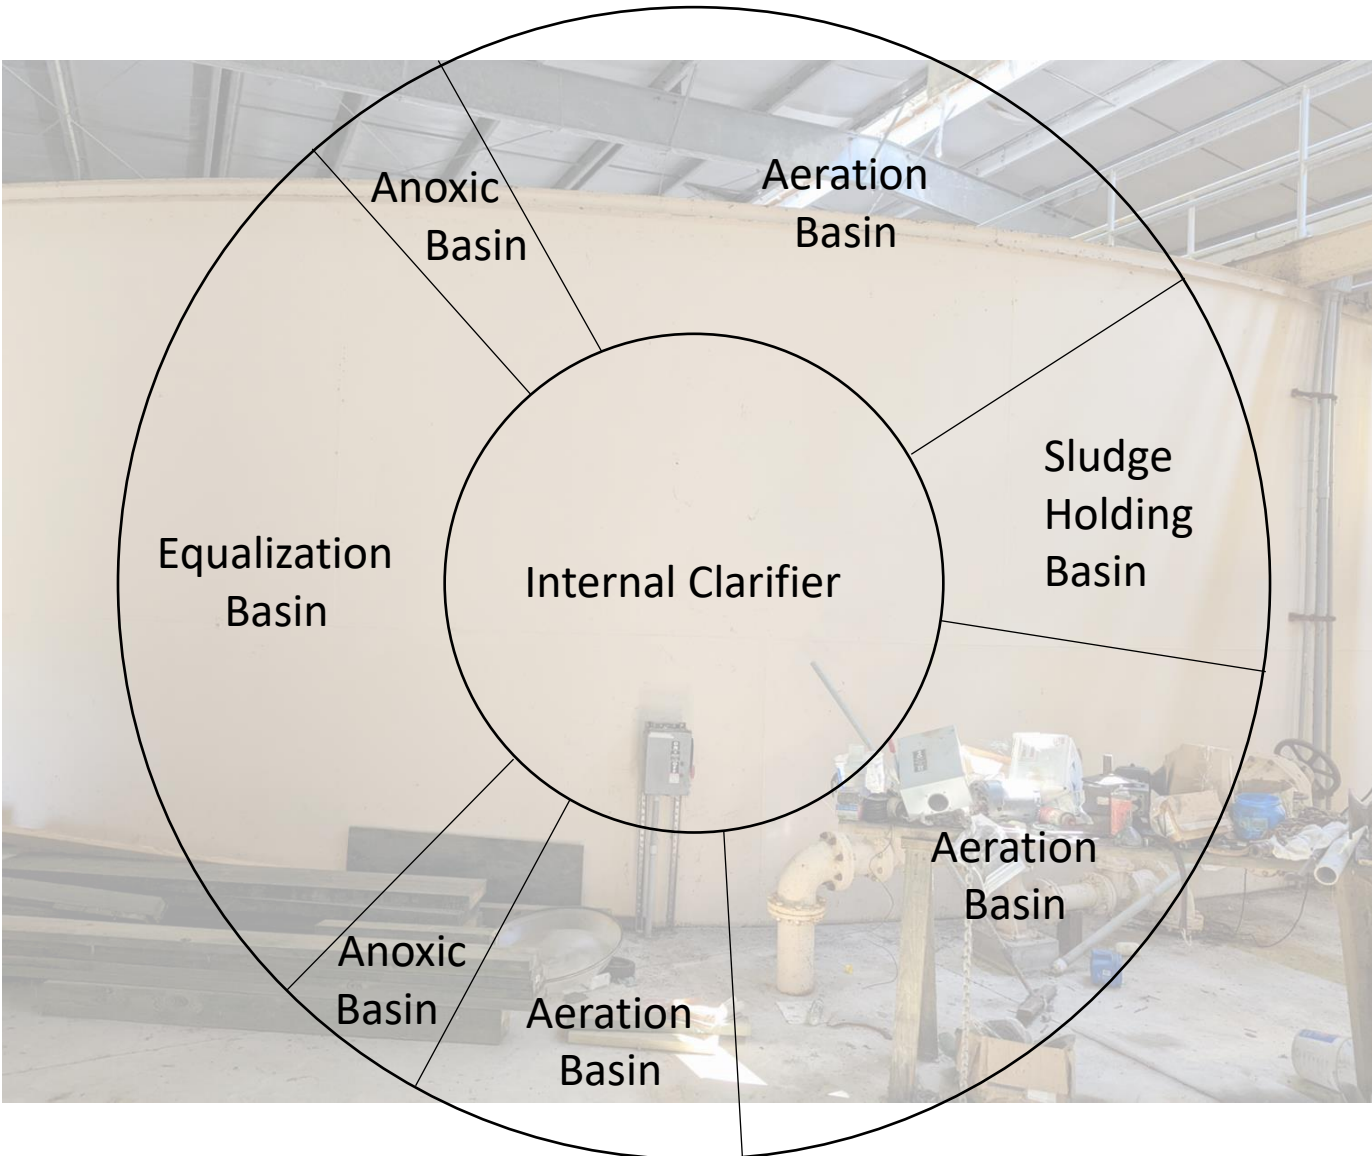 Anoxic
Basin
Aeration
Basin
Sludge
Holding
Basin
Equalization
Basin
Internal Clarifier
Aeration
Basin
Anoxic
Basin
Aeration
Basin